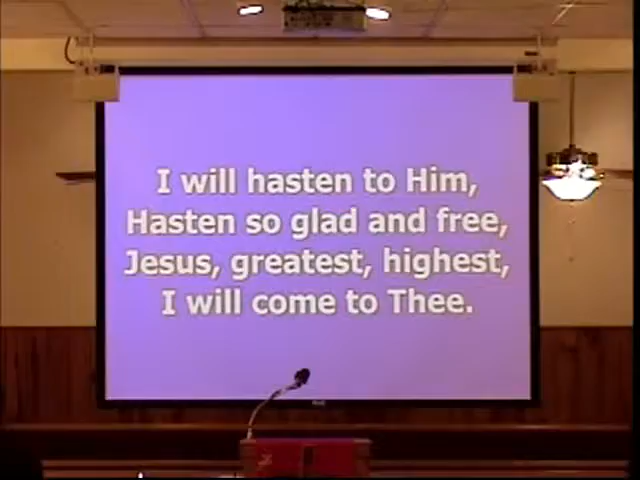 I will hasten to Him,
Hasten so glad and free,
Jesus, greatest, highest,
I will come to Thee.